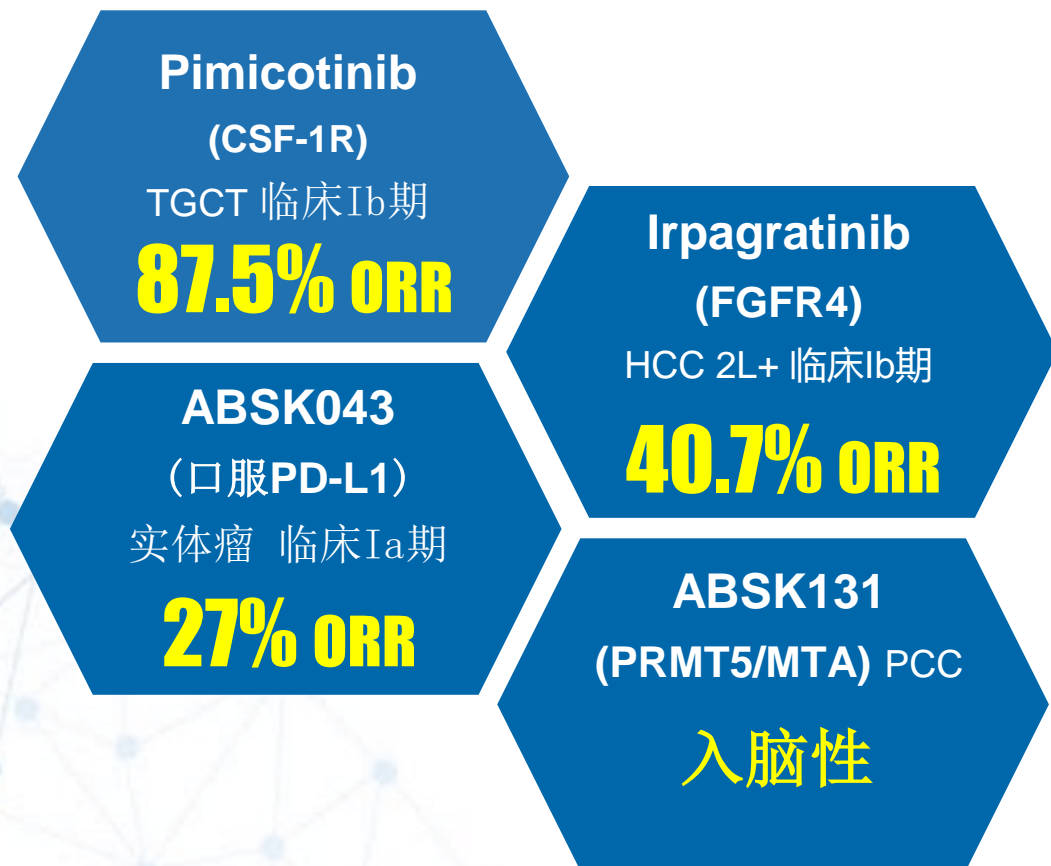 Pimicotinib
(CSF-1R)
TGCT 临床Ib期
87.5% ORR
Irpagratinib
(FGFR4)
HCC 2L+ 临床Ib期
40.7% ORR
ABSK043
（口服PD-L1）
实体瘤 临床Ia期
27% ORR
ABSK131
(PRMT5/MTA) PCC
入脑性